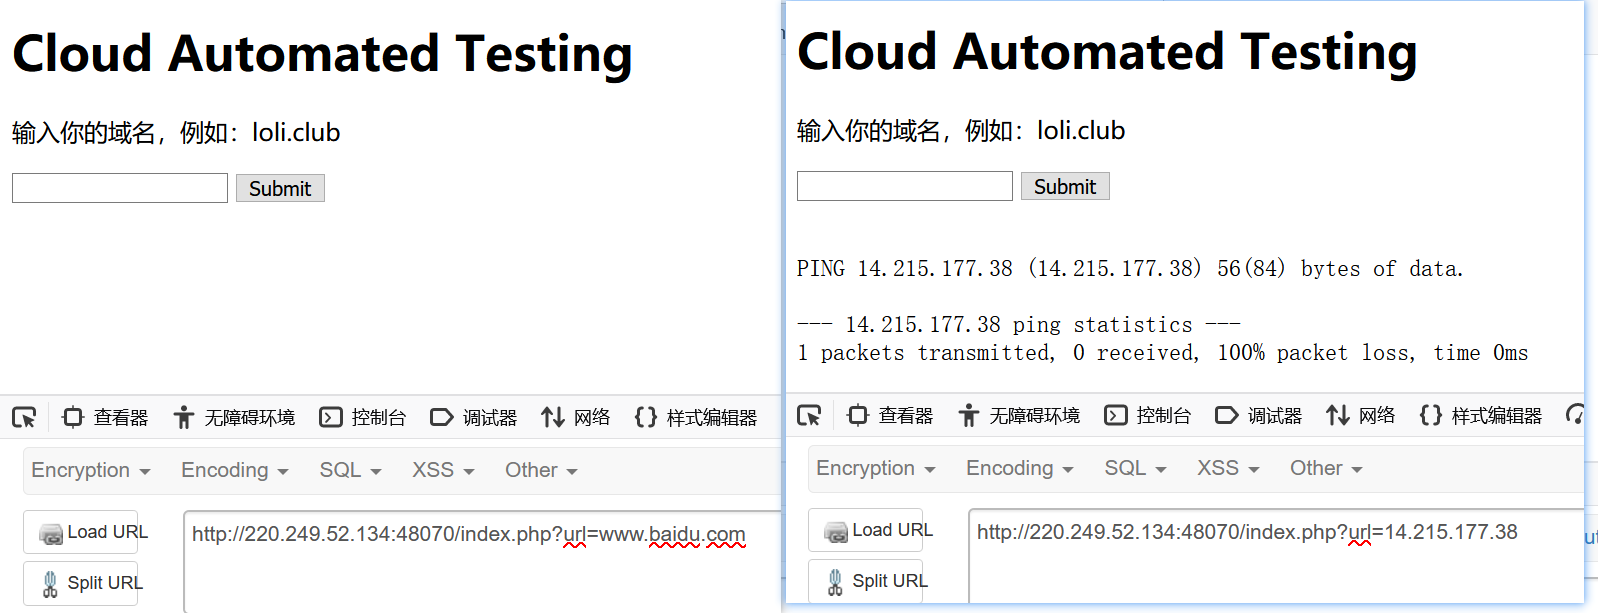 Cloud Automated Testing
输入你的域名，例如：loli.club
Submit
查看器 无障碍环境 控制台 调试器 网络 样式编辑器
Encryption Encoding SQL XSS Other
Load URL
http://220.249.52.134:48070/index.php?url=www.baidu.com
Split URL
Cloud Automated Testing
输入你的域名，例如：loli.club
Submit
PING 14.215.177.38 (14.215.177.38) 56(84) bytes of data.
--- 14.215.177.38 ping statistics ---
1 packets transmitted, 0 received, 100% packet loss, time 0ms
查看器 无障碍环境 控制台 调试器 网络 样式编辑器
Encryption Encoding SQL XSS Other
Load URL
http://220.249.52.134:48070/index.php?url=14.215.177.38
Split URL